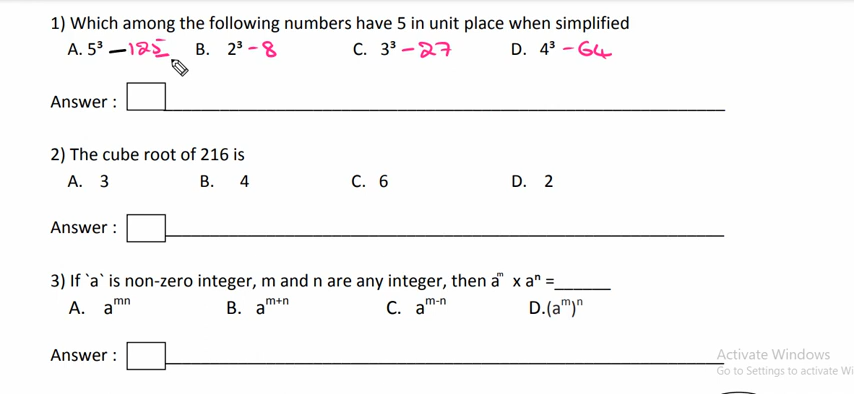 1) Which among the following numbers have 5 in unit place when simplified
A. 5³ – 125 B. 2³ – 8 C. 3³ – 27 D. 4³ – 64
Answer :
2) The cube root of 216 is
A. 3 B. 4 C. 6 D. 2
Answer :
3) If `a` is non-zero integer, m and n are any integer, then aᵐ x aⁿ =______
A. aᵐⁿ B. aᵐ⁺ⁿ C. aᵐ⁻ⁿ D.(aᵐ)ⁿ
Answer :
Activate Windows
Go to Settings to activate Wi